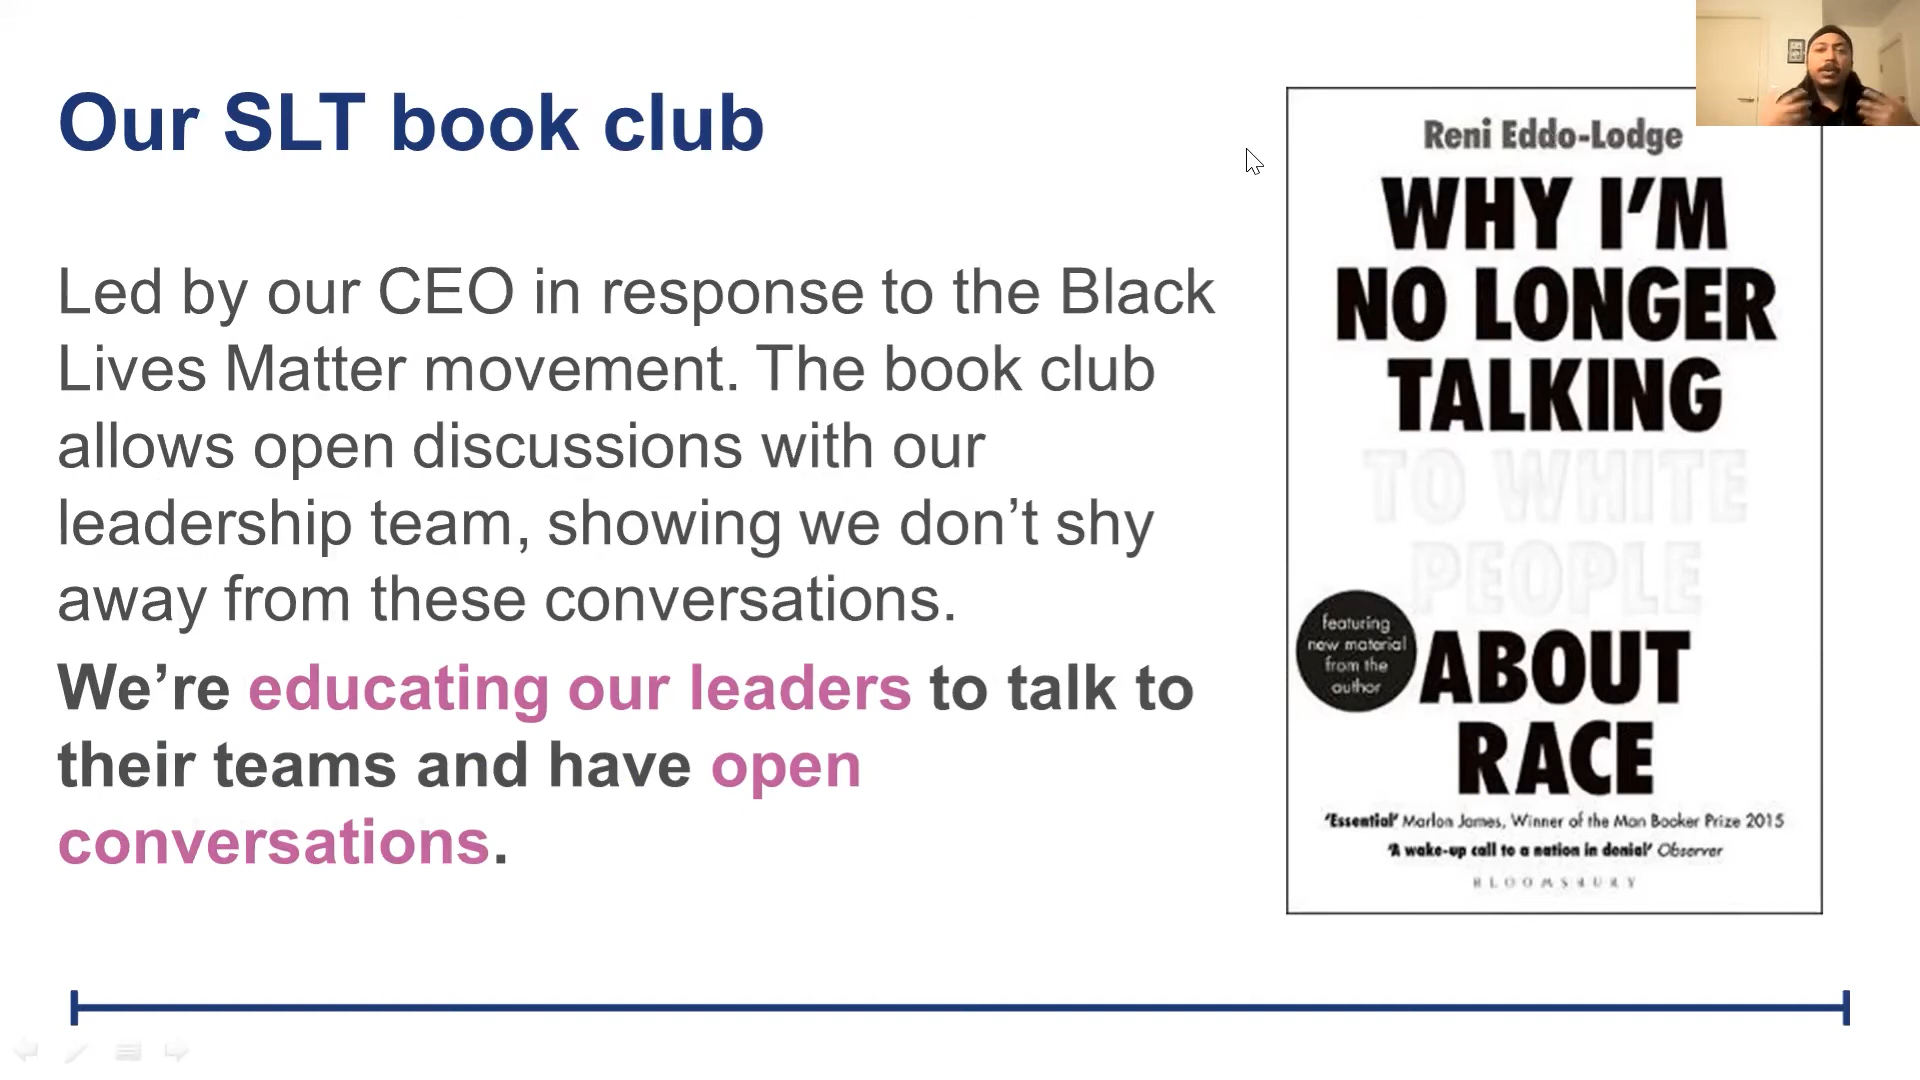 Our SLT book club
Led by our CEO in response to the Black
Lives Matter movement. The book club
allows open discussions with our
leadership team, showing we don’t shy
away from these conversations.
We’re educating our leaders to talk to
their teams and have open
conversations.
Reni Eddo-Lodge
WHY I’M
NO LONGER
TALKING
TO WHITE
PEOPLE
ABOUT
RACE
featuring
new material
from the
author
‘Essential’ Marlon James, Winner of the Man Booker Prize 2015
‘A wake-up call to a nation in denial’ Observer
BLOOMSBURY